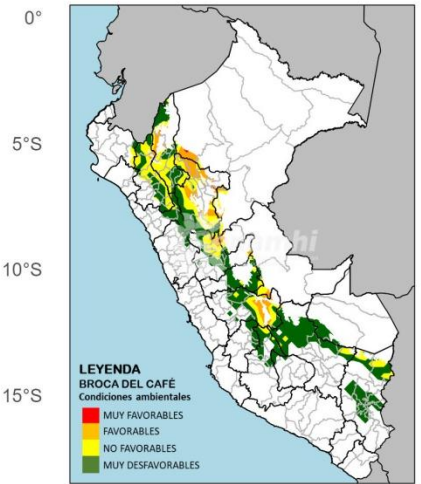 0°
5°S
10°S
15°S
LEYENDA
BROCA DEL CAFÉ
Condiciones ambientales
MUY FAVORABLES
FAVORABLES
NO FAVORABLES
MUY DESFAVORABLES